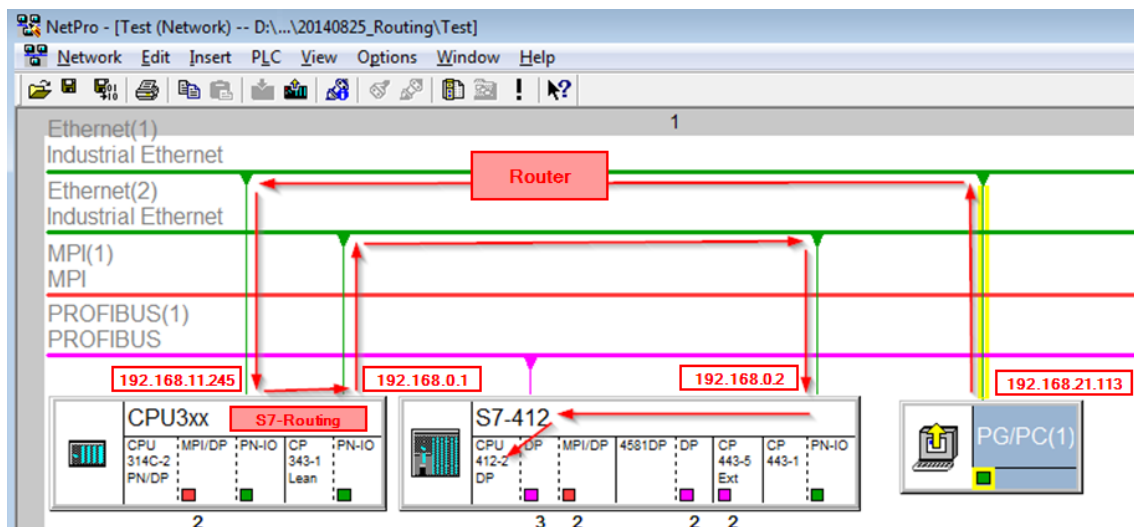 NetPro - [Test (Network) -- D:\...\20140825_Routing\Test]
Network Edit Insert PLC View Options Window Help
1
Ethernet(1)
Industrial Ethernet
Router
Ethernet(2)
Industrial Ethernet
MPI(1)
MPI
PROFIBUS(1)
PROFIBUS
192.168.11.245
192.168.0.1
192.168.0.2
192.168.21.113
CPU3xx
S7-Routing
CPU
314C-2
PN/DP
MPI/DP
PN-IO
CP
343-1
Lean
PN-IO
2
S7-412
CPU
412-2
DP
DP
MPI/DP
4581DP
DP
CP
443-5
Ext
CP
443-1
PN-IO
3 2 2 2
PG/PC(1)